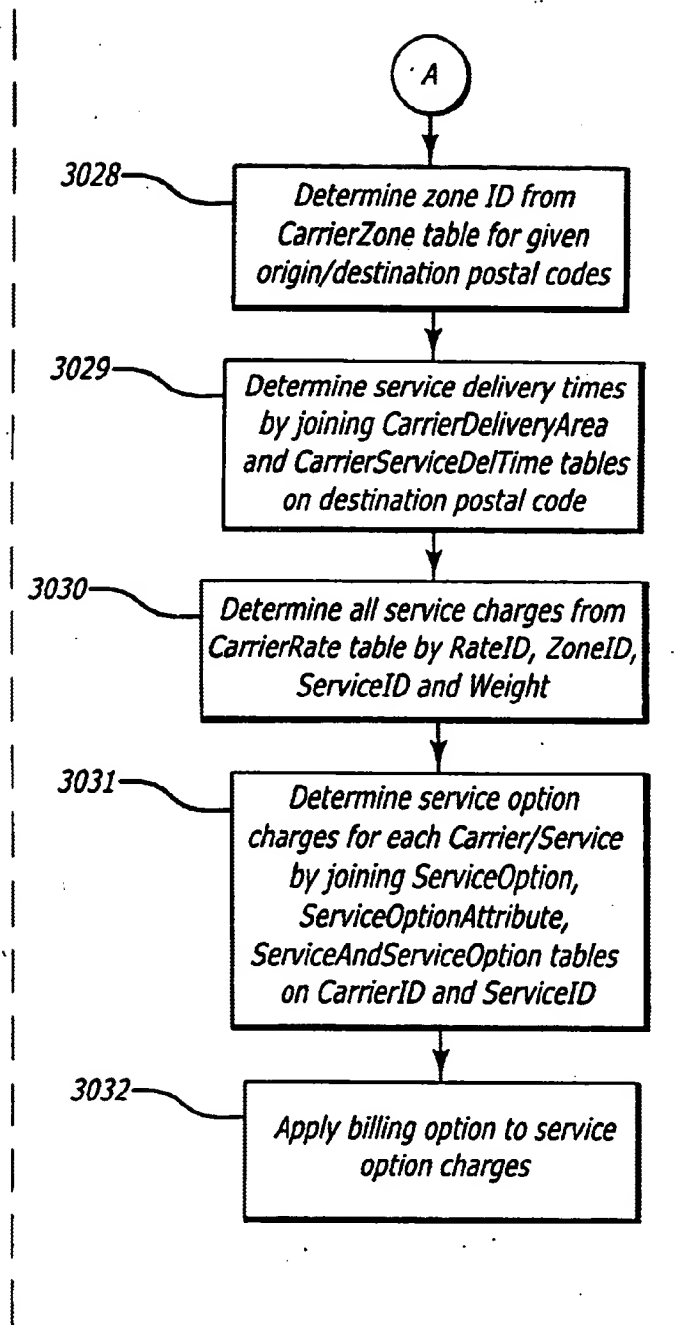 A
3028
Determine zone ID from
CarrierZone table for given
origin/destination postal codes
3029
Determine service delivery times
by joining CarrierDeliveryArea
and CarrierServiceDelTime tables
on destination postal code
3030
Determine all service charges from
CarrierRate table by RateID, ZoneID,
ServiceID and Weight
3031
Determine service option
charges for each Carrier/Service
by joining ServiceOption,
ServiceOptionAttribute,
ServiceAndServiceOption tables
on CarrierID and ServiceID
3032
Apply billing option to service
option charges